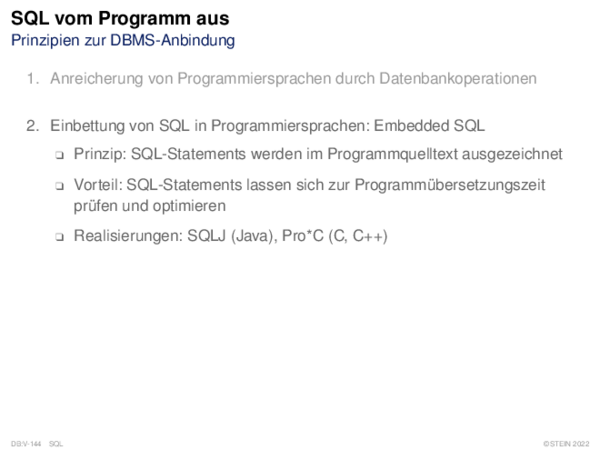 SQL vom Programm aus
Prinzipien zur DBMS-Anbindung
1. Anreicherung von Programmiersprachen durch Datenbankoperationen
2. Einbettung von SQL in Programmiersprachen: Embedded SQL
❑ Prinzip: SQL-Statements werden im Programmquelltext ausgezeichnet
❑ Vorteil: SQL-Statements lassen sich zur Programmübersetzungszeit
prüfen und optimieren
❑ Realisierungen: SQLJ (Java), Pro*C (C, C++)
DB:V-144 SQL ©STEIN 2022